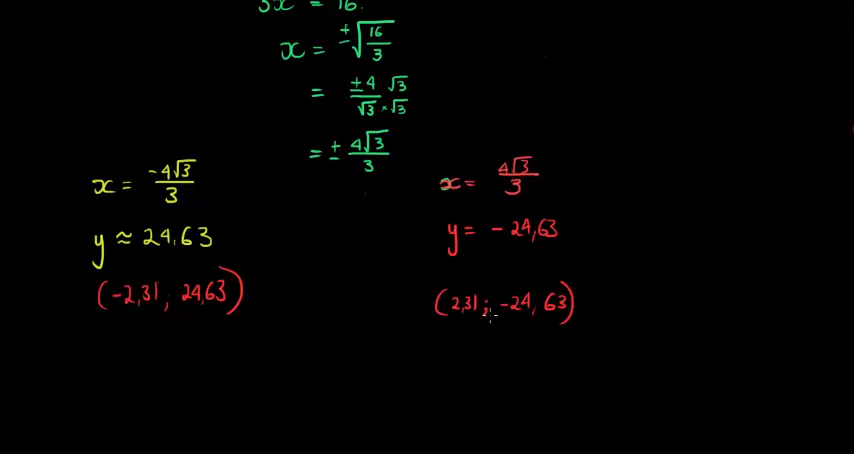 3x = 16
x = ±√(16/3)
= ±4/√3 × √3/√3
= ± 4√3/3
x = -4√3/3
y ≈ 24,63
(-2,31 ; 24,63)
x = 4√3/3
y = - 24,63
(2,31 ; -24,63)